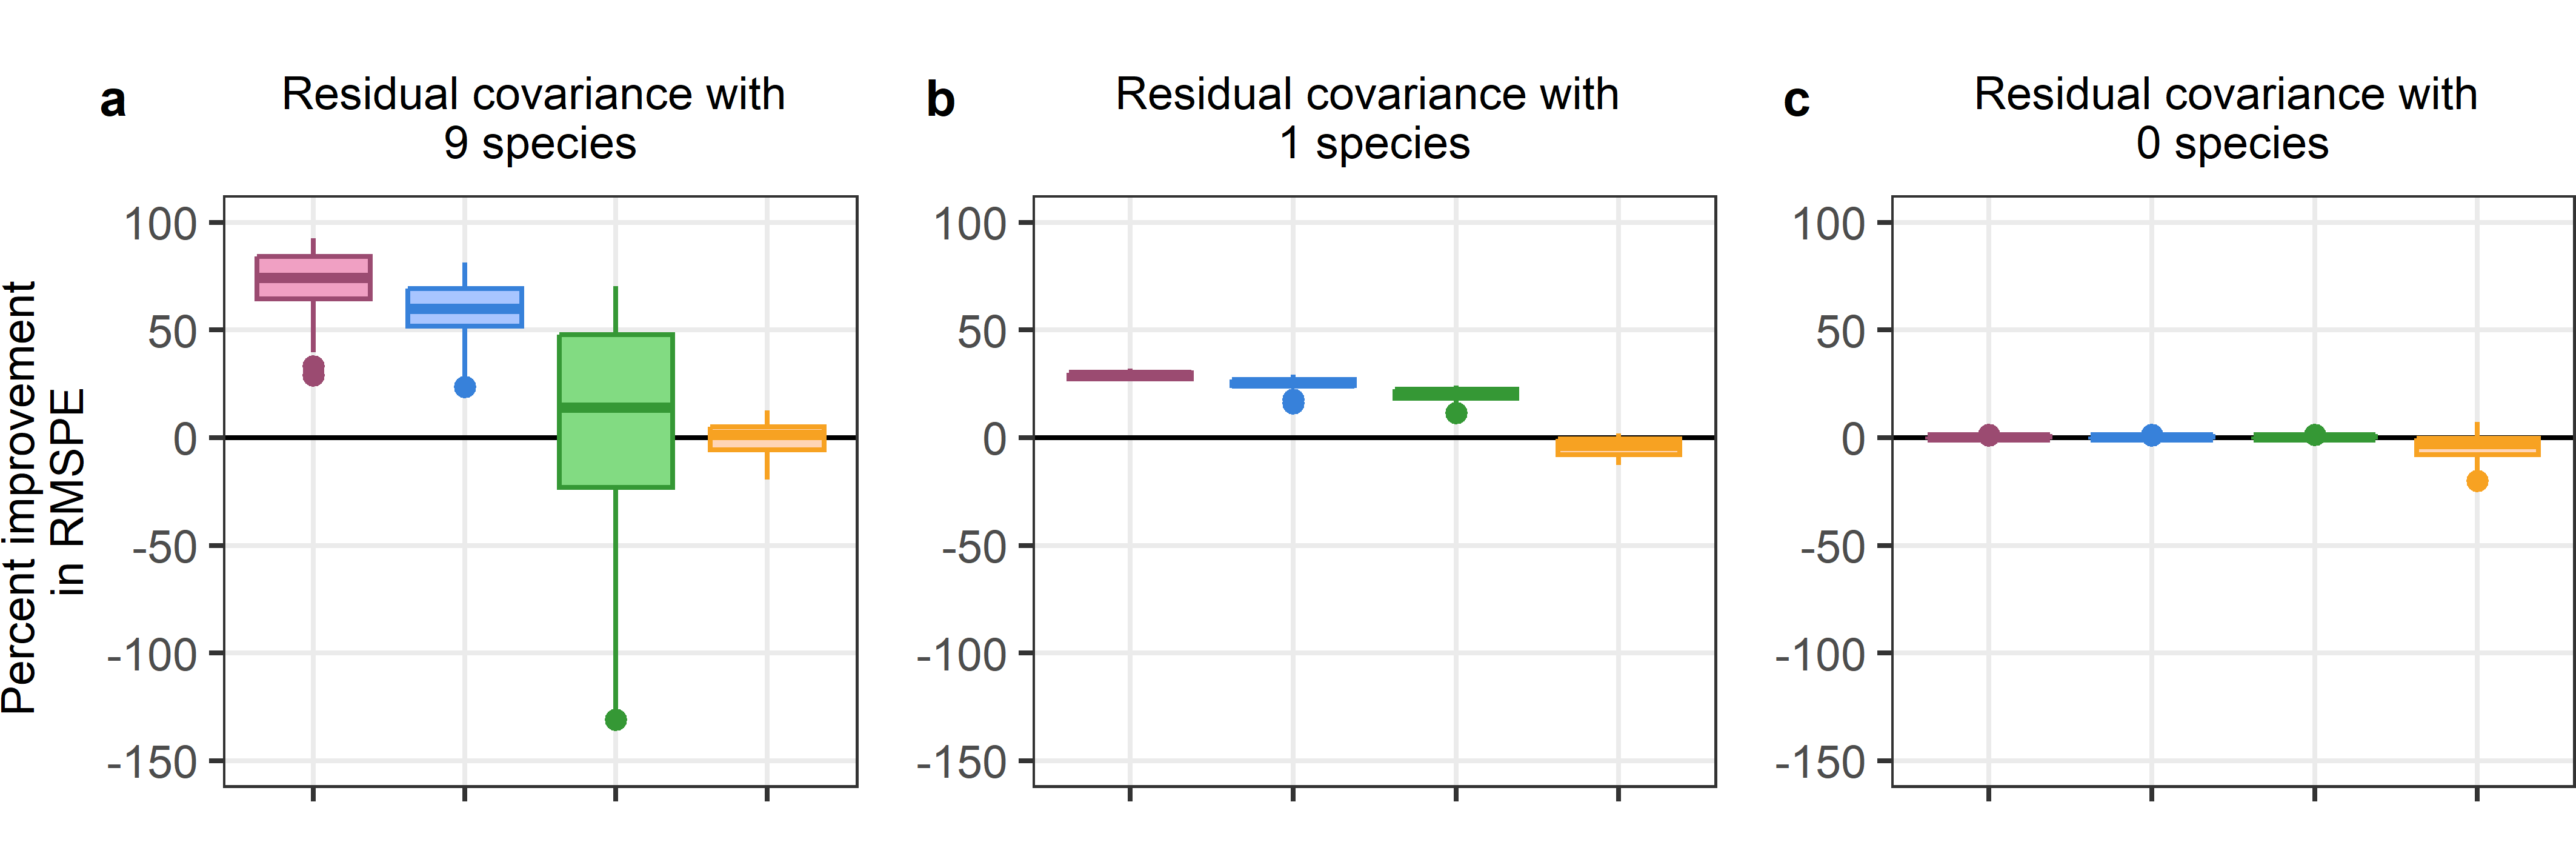 a
Residual covariance with
9 species
b
Residual covariance with
1 species
c
Residual covariance with
0 species
Percent improvement
in RMSPE
100
50
0
-50
-100
-150
100
50
0
-50
-100
-150
100
50
0
-50
-100
-150